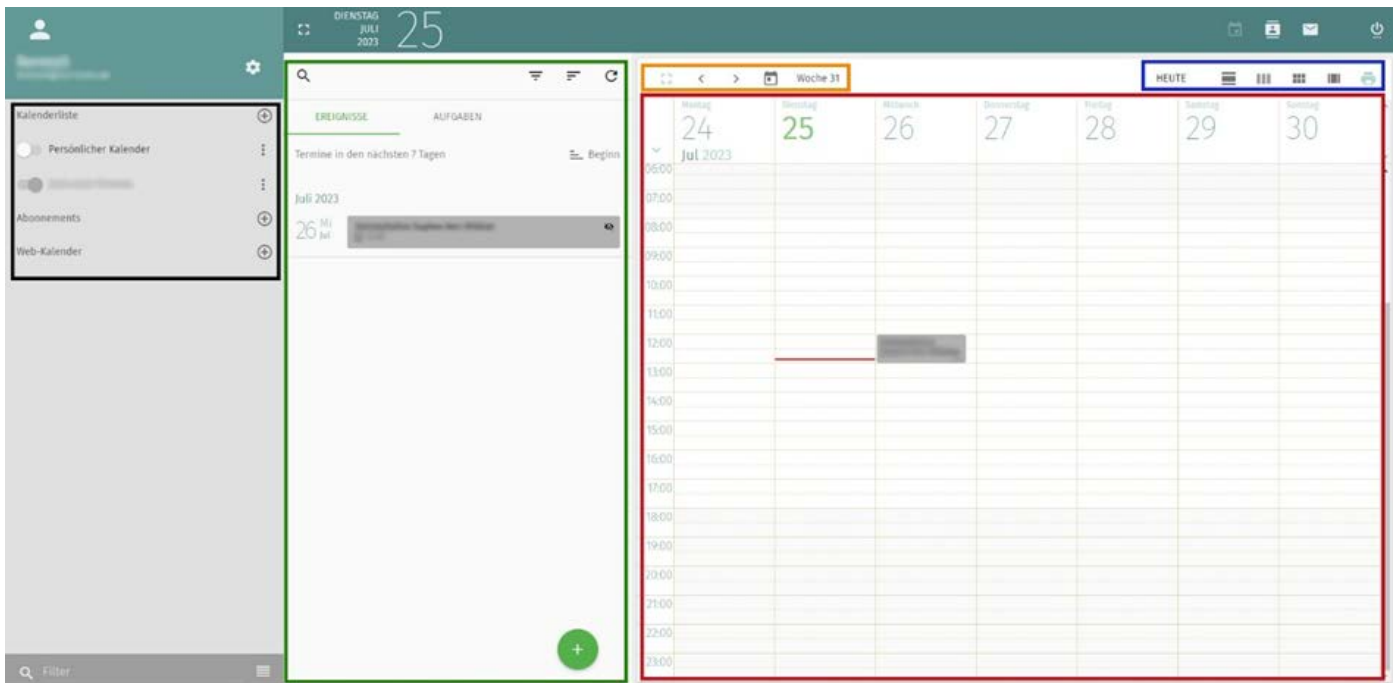 DIENSTAG
JULI
2023
25
Kalenderliste
Persönlicher Kalender
Abonnements
Web-Kalender
Filter
EREIGNISSE AUFGABEN
Termine in den nächsten 7 Tagen Beginn
Juli 2023
26 Mi
Jul
Woche 31
HEUTE
Montag Dienstag Mittwoch Donnerstag Freitag Samstag Sonntag
24 25 26 27 28 29 30
Jul 2023
06:00
07:00
08:00
09:00
10:00
11:00
12:00
13:00
14:00
15:00
16:00
17:00
18:00
19:00
20:00
21:00
22:00
23:00